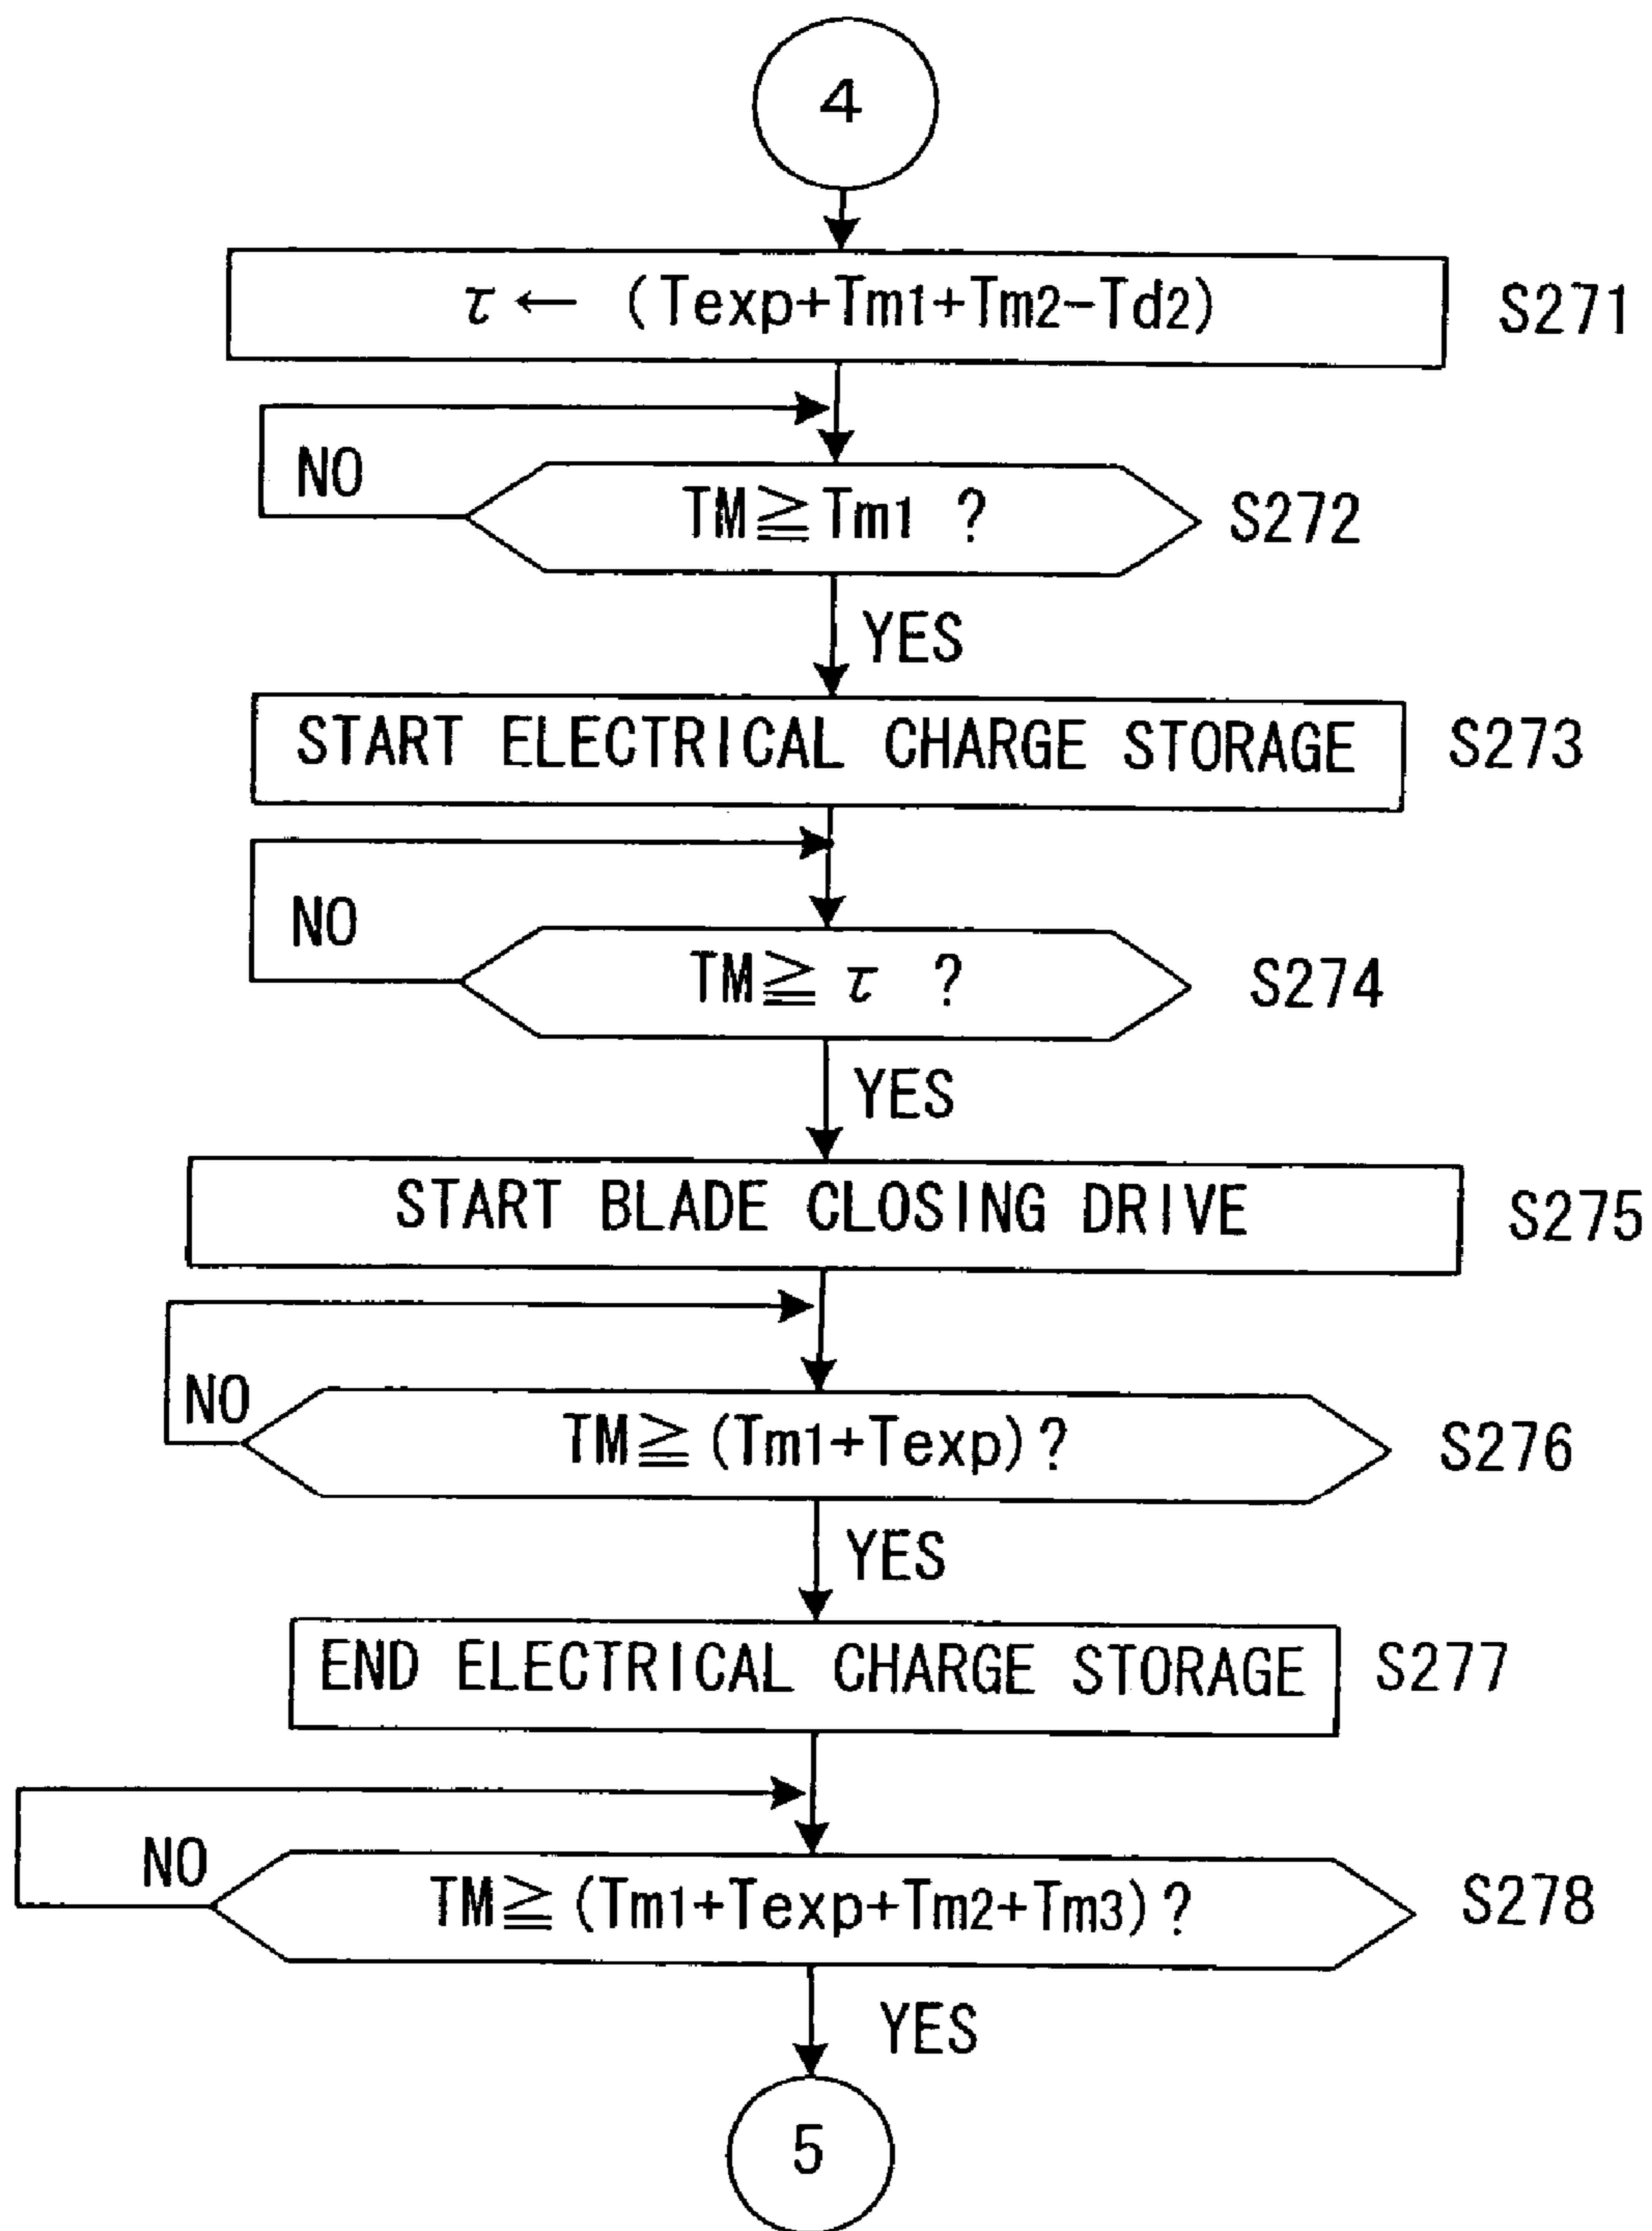 4
τ ← (Texp+Tm1+Tm2−Td2) S271
NO TM≧Tm1 ? S272
YES
START ELECTRICAL CHARGE STORAGE S273
NO TM≧ τ ? S274
YES
START BLADE CLOSING DRIVE S275
NO TM≧(Tm1+Texp)? S276
YES
END ELECTRICAL CHARGE STORAGE S277
NO TM≧(Tm1+Texp+Tm2+Tm3)? S278
YES
5